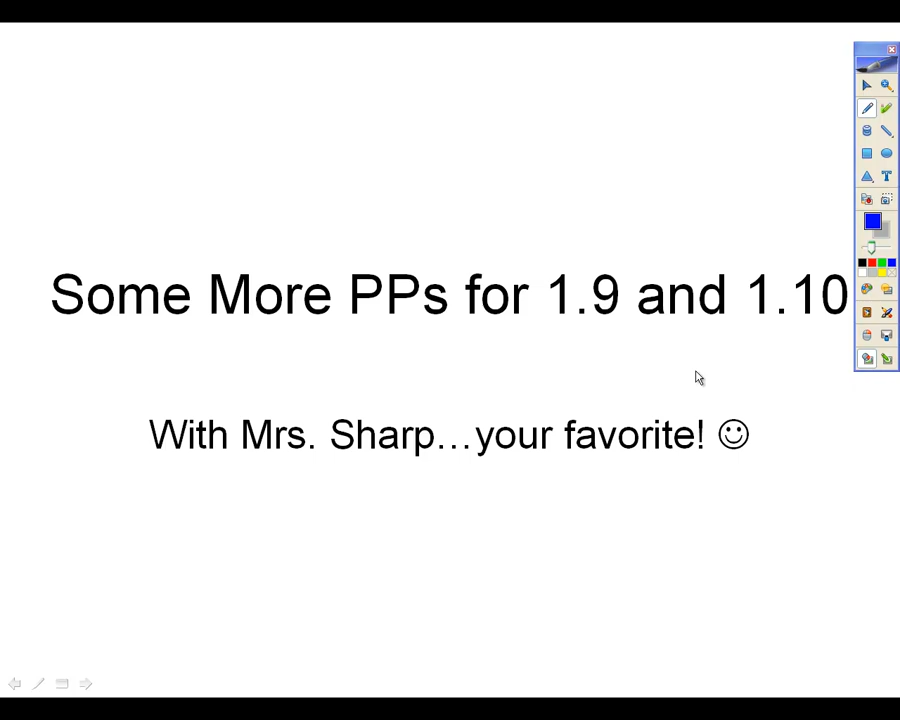 Some More PPs for 1.9 and 1.10
With Mrs. Sharp…your favorite! ☺